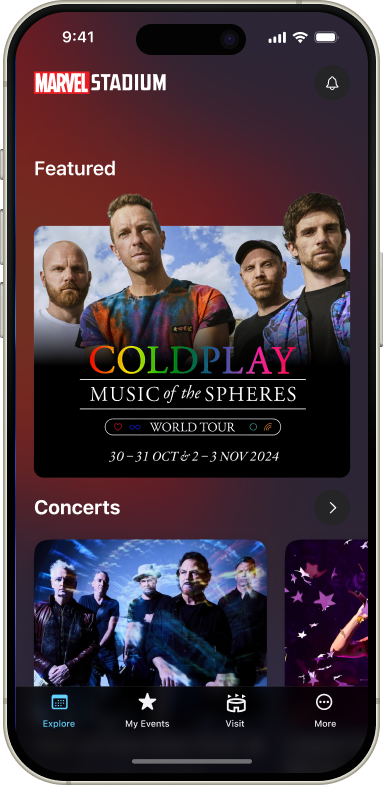 9:41
MARVEL STADIUM
Featured
COLDPLAY
MUSIC of the SPHERES
WORLD TOUR
30–31 OCT & 2–3 NOV 2024
Concerts
Explore
My Events
Visit
More